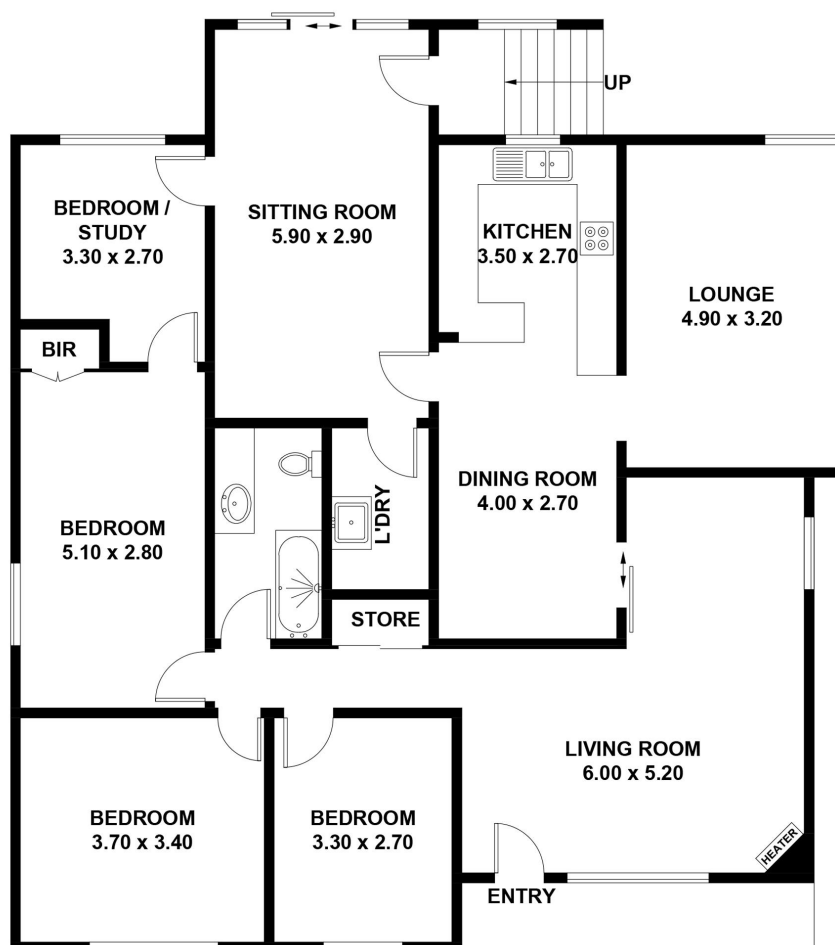 UP
BEDROOM /
STUDY
3.30 x 2.70
SITTING ROOM
5.90 x 2.90
KITCHEN
3.50 x 2.70
LOUNGE
4.90 x 3.20
BIR
BEDROOM
5.10 x 2.80
L'DRY
DINING ROOM
4.00 x 2.70
STORE
LIVING ROOM
6.00 x 5.20
BEDROOM
3.70 x 3.40
BEDROOM
3.30 x 2.70
HEATER
ENTRY